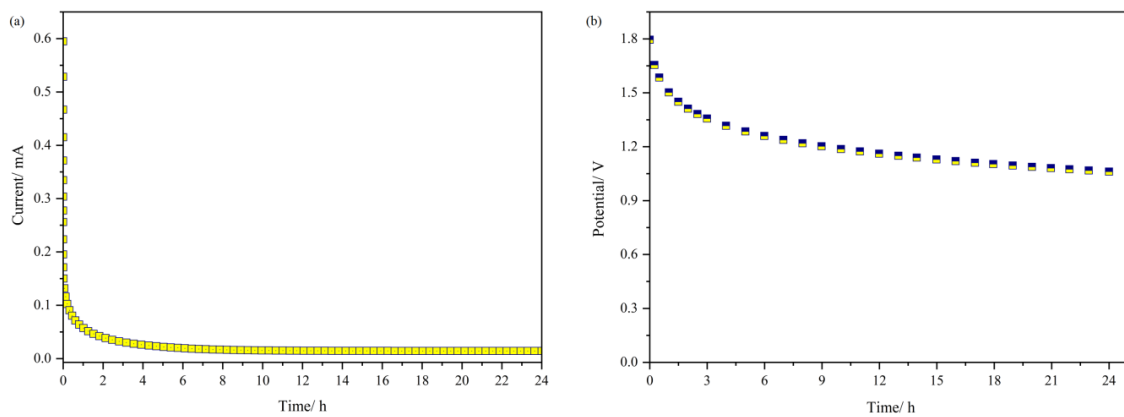 (a)
0.6
0.5
0.4
0.3
0.2
0.1
0.0
Current/ mA
0 2 4 6 8 10 12 14 16 18 20 22 24
Time/ h
(b)
1.8
1.5
1.2
0.9
0.6
0.3
0.0
Potential/ V
0 3 6 9 12 15 18 21 24
Time/ h